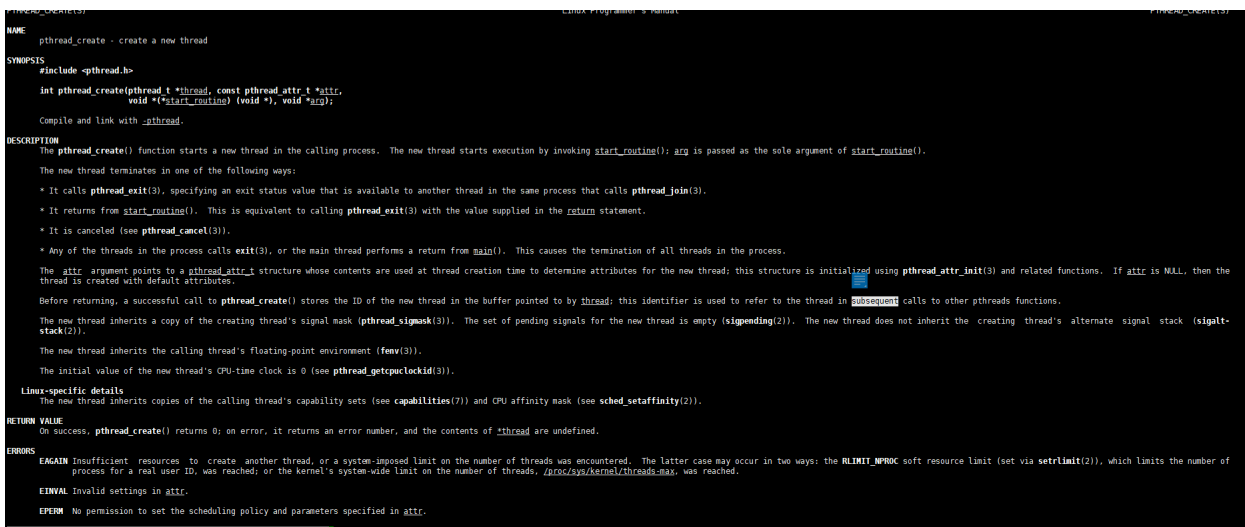 PTHREAD_CREATE(3) Linux Programmer's Manual PTHREAD_CREATE(3)
NAME
pthread_create - create a new thread
SYNOPSIS
#include <pthread.h>
int pthread_create(pthread_t *thread, const pthread_attr_t *attr,
void *(*start_routine) (void *), void *arg);
Compile and link with -pthread.
DESCRIPTION
The pthread_create() function starts a new thread in the calling process. The new thread starts execution by invoking start_routine(); arg is passed as the sole argument of start_routine().
The new thread terminates in one of the following ways:
* It calls pthread_exit(3), specifying an exit status value that is available to another thread in the same process that calls pthread_join(3).
* It returns from start_routine(). This is equivalent to calling pthread_exit(3) with the value supplied in the return statement.
* It is canceled (see pthread_cancel(3)).
* Any of the threads in the process calls exit(3), or the main thread performs a return from main(). This causes the termination of all threads in the process.
The attr argument points to a pthread_attr_t structure whose contents are used at thread creation time to determine attributes for the new thread; this structure is initialized using pthread_attr_init(3) and related functions. If attr is NULL, then the
thread is created with default attributes.
Before returning, a successful call to pthread_create() stores the ID of the new thread in the buffer pointed to by thread; this identifier is used to refer to the thread in subsequent calls to other pthreads functions.
The new thread inherits a copy of the creating thread's signal mask (pthread_sigmask(3)). The set of pending signals for the new thread is empty (sigpending(2)). The new thread does not inherit the creating thread's alternate signal stack (sigalt-
stack(2)).
The new thread inherits the calling thread's floating-point environment (fenv(3)).
The initial value of the new thread's CPU-time clock is 0 (see pthread_getcpuclockid(3)).
Linux-specific details
The new thread inherits copies of the calling thread's capability sets (see capabilities(7)) and CPU affinity mask (see sched_setaffinity(2)).
RETURN VALUE
On success, pthread_create() returns 0; on error, it returns an error number, and the contents of *thread are undefined.
ERRORS
EAGAIN Insufficient resources to create another thread, or a system-imposed limit on the number of threads was encountered. The latter case may occur in two ways: the RLIMIT_NPROC soft resource limit (set via setrlimit(2)), which limits the number of
process for a real user ID, was reached; or the kernel's system-wide limit on the number of threads, /proc/sys/kernel/threads-max, was reached.
EINVAL Invalid settings in attr.
EPERM No permission to set the scheduling policy and parameters specified in attr.